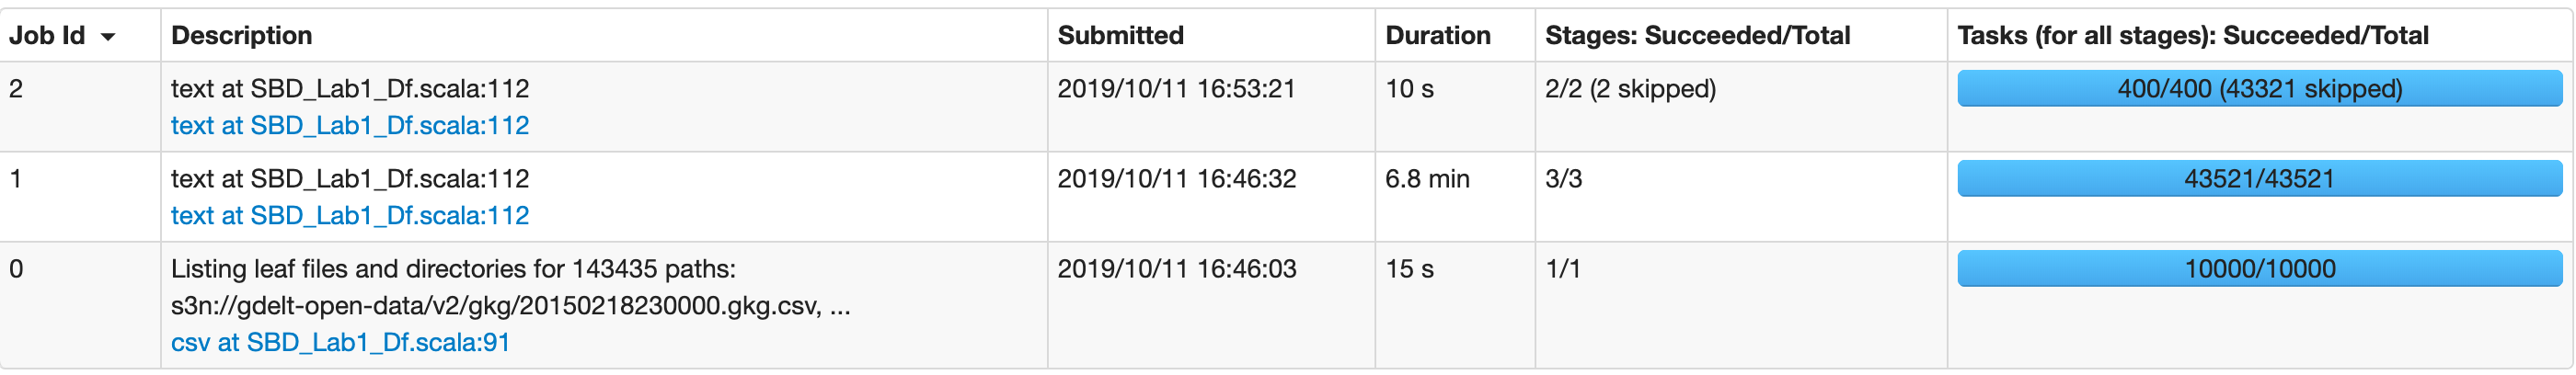 Job Id Description Submitted Duration Stages: Succeeded/Total Tasks (for all stages): Succeeded/Total
2 text at SBD_Lab1_Df.scala:112 2019/10/11 16:53:21 10 s 2/2 (2 skipped) 400/400 (43321 skipped)
text at SBD_Lab1_Df.scala:112
1 text at SBD_Lab1_Df.scala:112 2019/10/11 16:46:32 6.8 min 3/3 43521/43521
text at SBD_Lab1_Df.scala:112
0 Listing leaf files and directories for 143435 paths: 2019/10/11 16:46:03 15 s 1/1 10000/10000
s3n://gdelt-open-data/v2/gkg/20150218230000.gkg.csv, ...
csv at SBD_Lab1_Df.scala:91